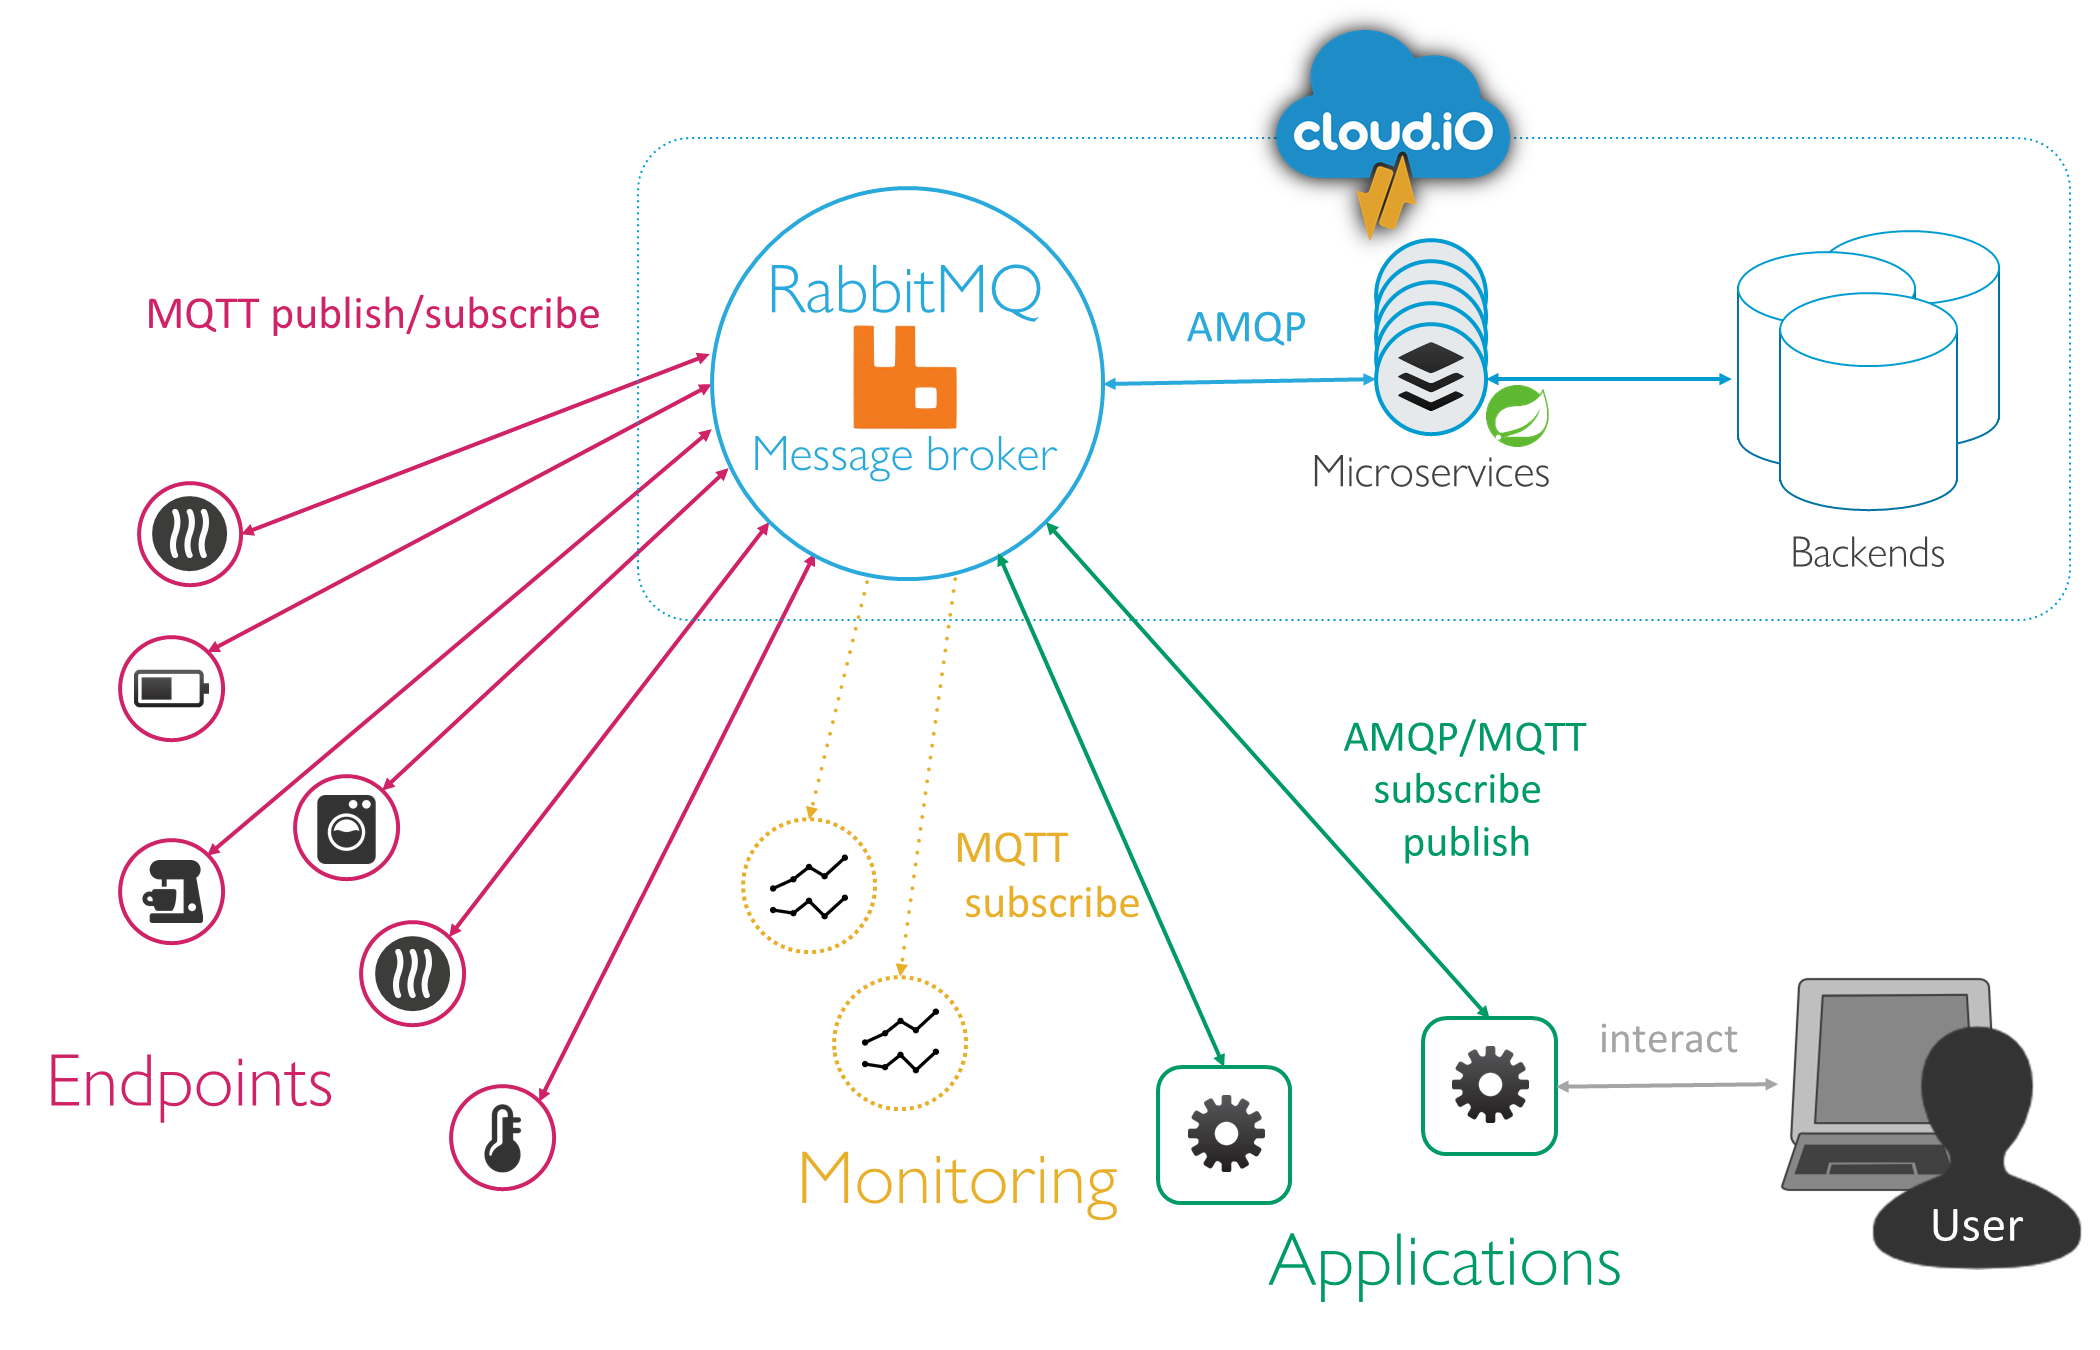 cloud.iO
RabbitMQ
Message broker
MQTT publish/subscribe
AMQP
Microservices
Backends
AMQP/MQTT
subscribe
publish
MQTT
subscribe
interact
Endpoints
Monitoring
Applications
User